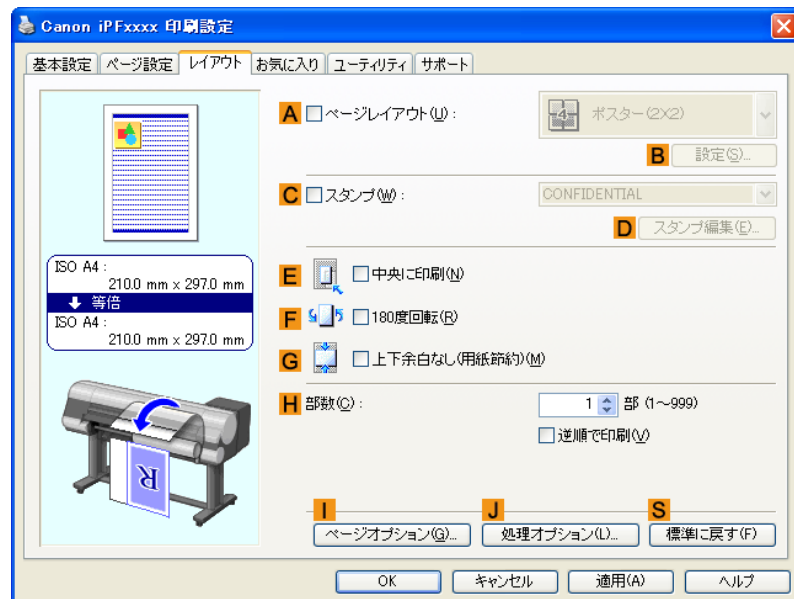 Canon iPFxxxx 印刷設定
基本設定 ページ設定 レイアウト お気に入り ユーティリティ サポート
A ページレイアウト(U) : 4 ポスター(2X2)
B 設定(S)...
C スタンプ(W) : CONFIDENTIAL
D スタンプ編集(E)...
ISO A4 :
210.0 mm x 297.0 mm
等倍
ISO A4 :
210.0 mm x 297.0 mm
E 中央に印刷(N)
F 180度回転(R)
G 上下余白なし(用紙節約)(M)
H 部数(C) : 1 部 (1～999)
逆順で印刷(V)
R
I J S
ページオプション(G)... 処理オプション(L)... 標準に戻す(F)
OK キャンセル 適用(A) ヘルプ